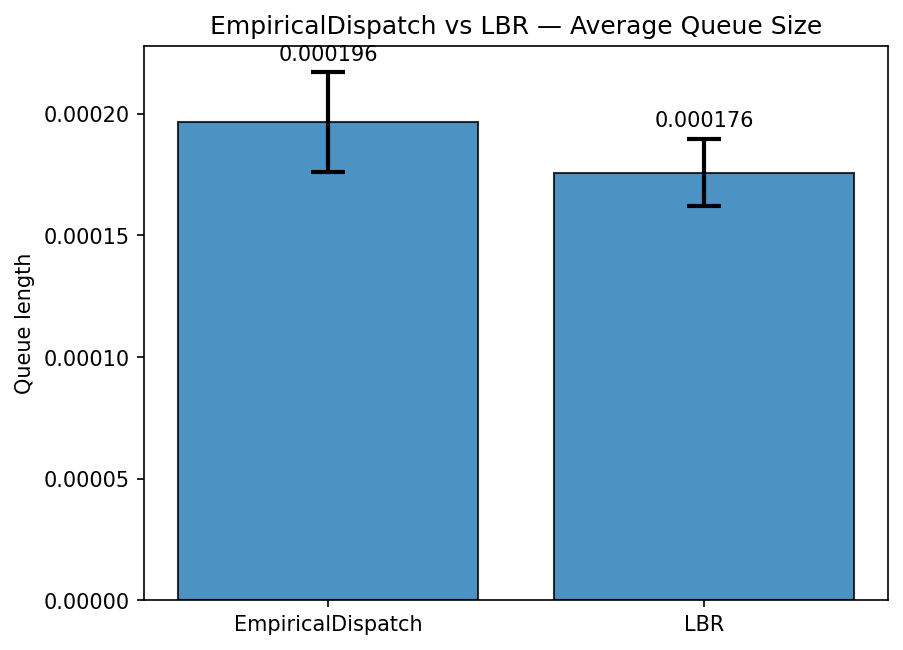 EmpiricalDispatch vs LBR — Average Queue Size
0.000196
0.000176
0.00020
0.00015
0.00010
0.00005
0.00000
Queue length
EmpiricalDispatch
LBR